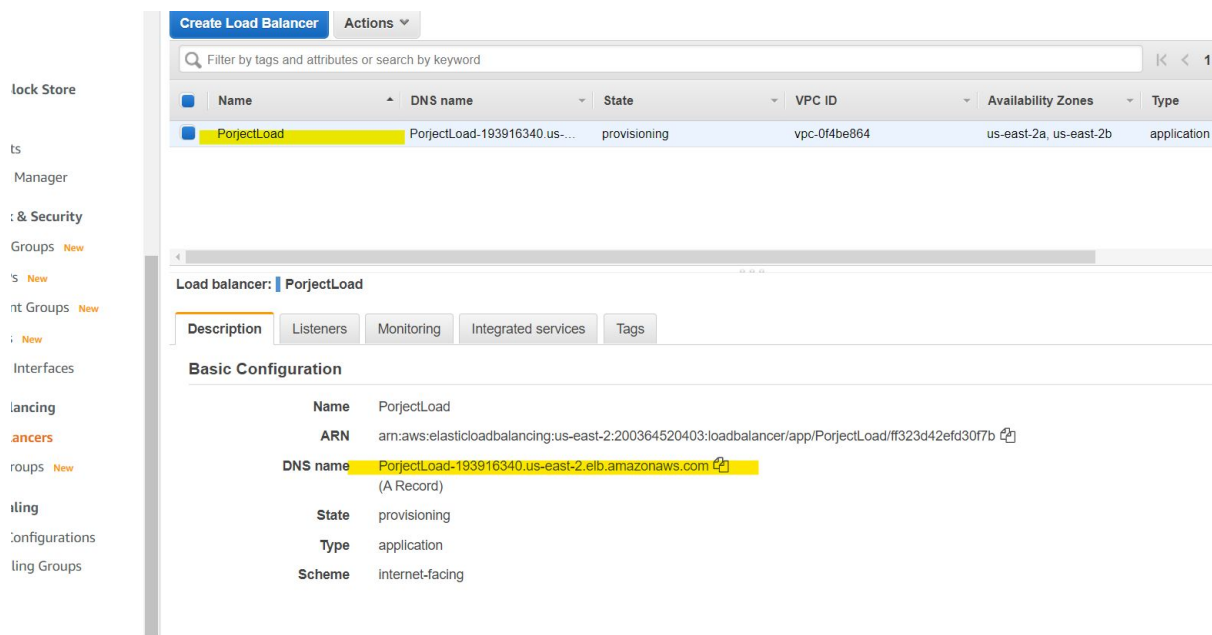 Create Load Balancer Actions
Filter by tags and attributes or search by keyword
1
Name DNS name State VPC ID Availability Zones Type
PorjectLoad PorjectLoad-193916340.us-... provisioning vpc-0f4be864 us-east-2a, us-east-2b application
lock Store
ts
Manager
& Security
Groups New
's New
nt Groups New
New
Interfaces
lancing
ancers
roups New
aling
Configurations
ling Groups
Load balancer: PorjectLoad
Description Listeners Monitoring Integrated services Tags
Basic Configuration
Name PorjectLoad
ARN arn:aws:elasticloadbalancing:us-east-2:200364520403:loadbalancer/app/PorjectLoad/ff323d42efd30f7b
DNS name PorjectLoad-193916340.us-east-2.elb.amazonaws.com
(A Record)
State provisioning
Type application
Scheme internet-facing